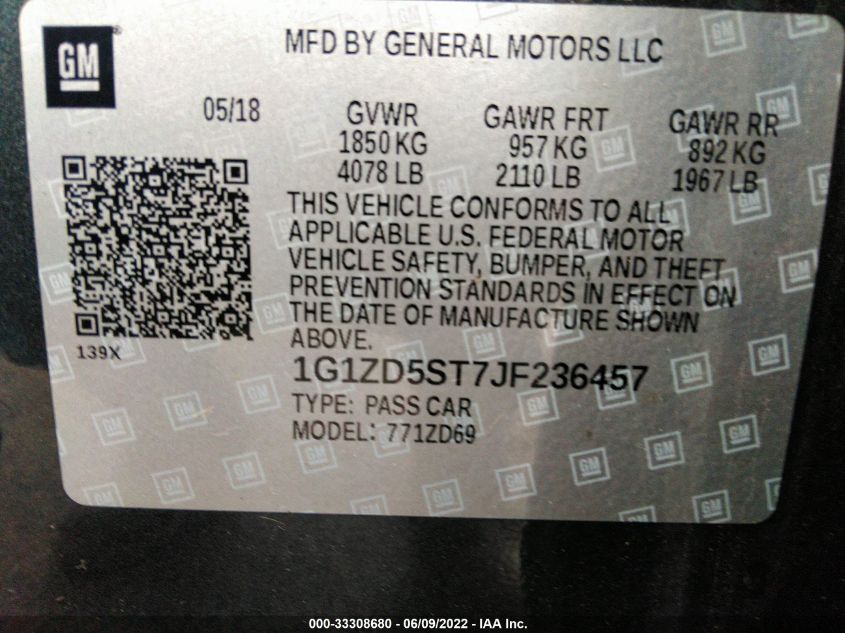 GM
MFD BY GENERAL MOTORS LLC
05/18
GVWR
1850 KG
4078 LB
GAWR FRT
957 KG
2110 LB
GAWR RR
892 KG
1967 LB
THIS VEHICLE CONFORMS TO ALL
APPLICABLE U.S. FEDERAL MOTOR
VEHICLE SAFETY, BUMPER, AND THEFT
PREVENTION STANDARDS IN EFFECT ON
THE DATE OF MANUFACTURE SHOWN
ABOVE.
139X
1G1ZD5ST7JF236457
TYPE: PASS CAR
MODEL: 771ZD69
000-33308680 - 06/09/2022 - IAA Inc.